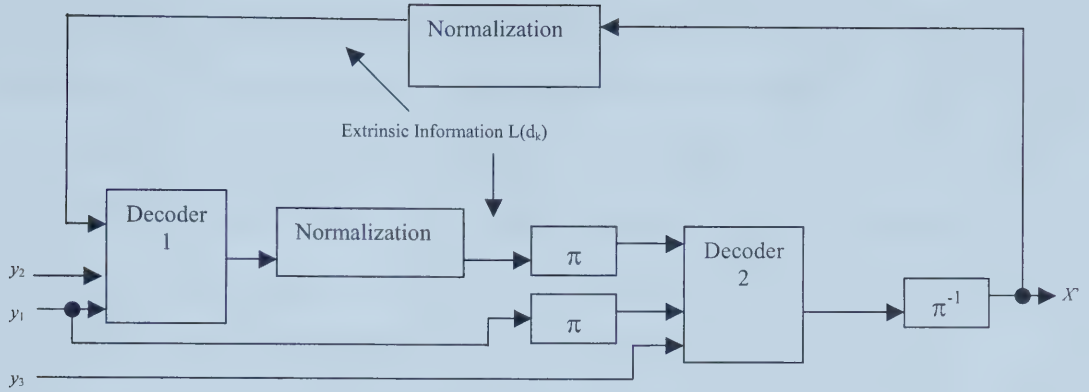 Normalization
Extrinsic Information L(dₖ)
Decoder
1
Normalization
π
Decoder
2
y₂
y₁
π
π⁻¹
X'
y₃